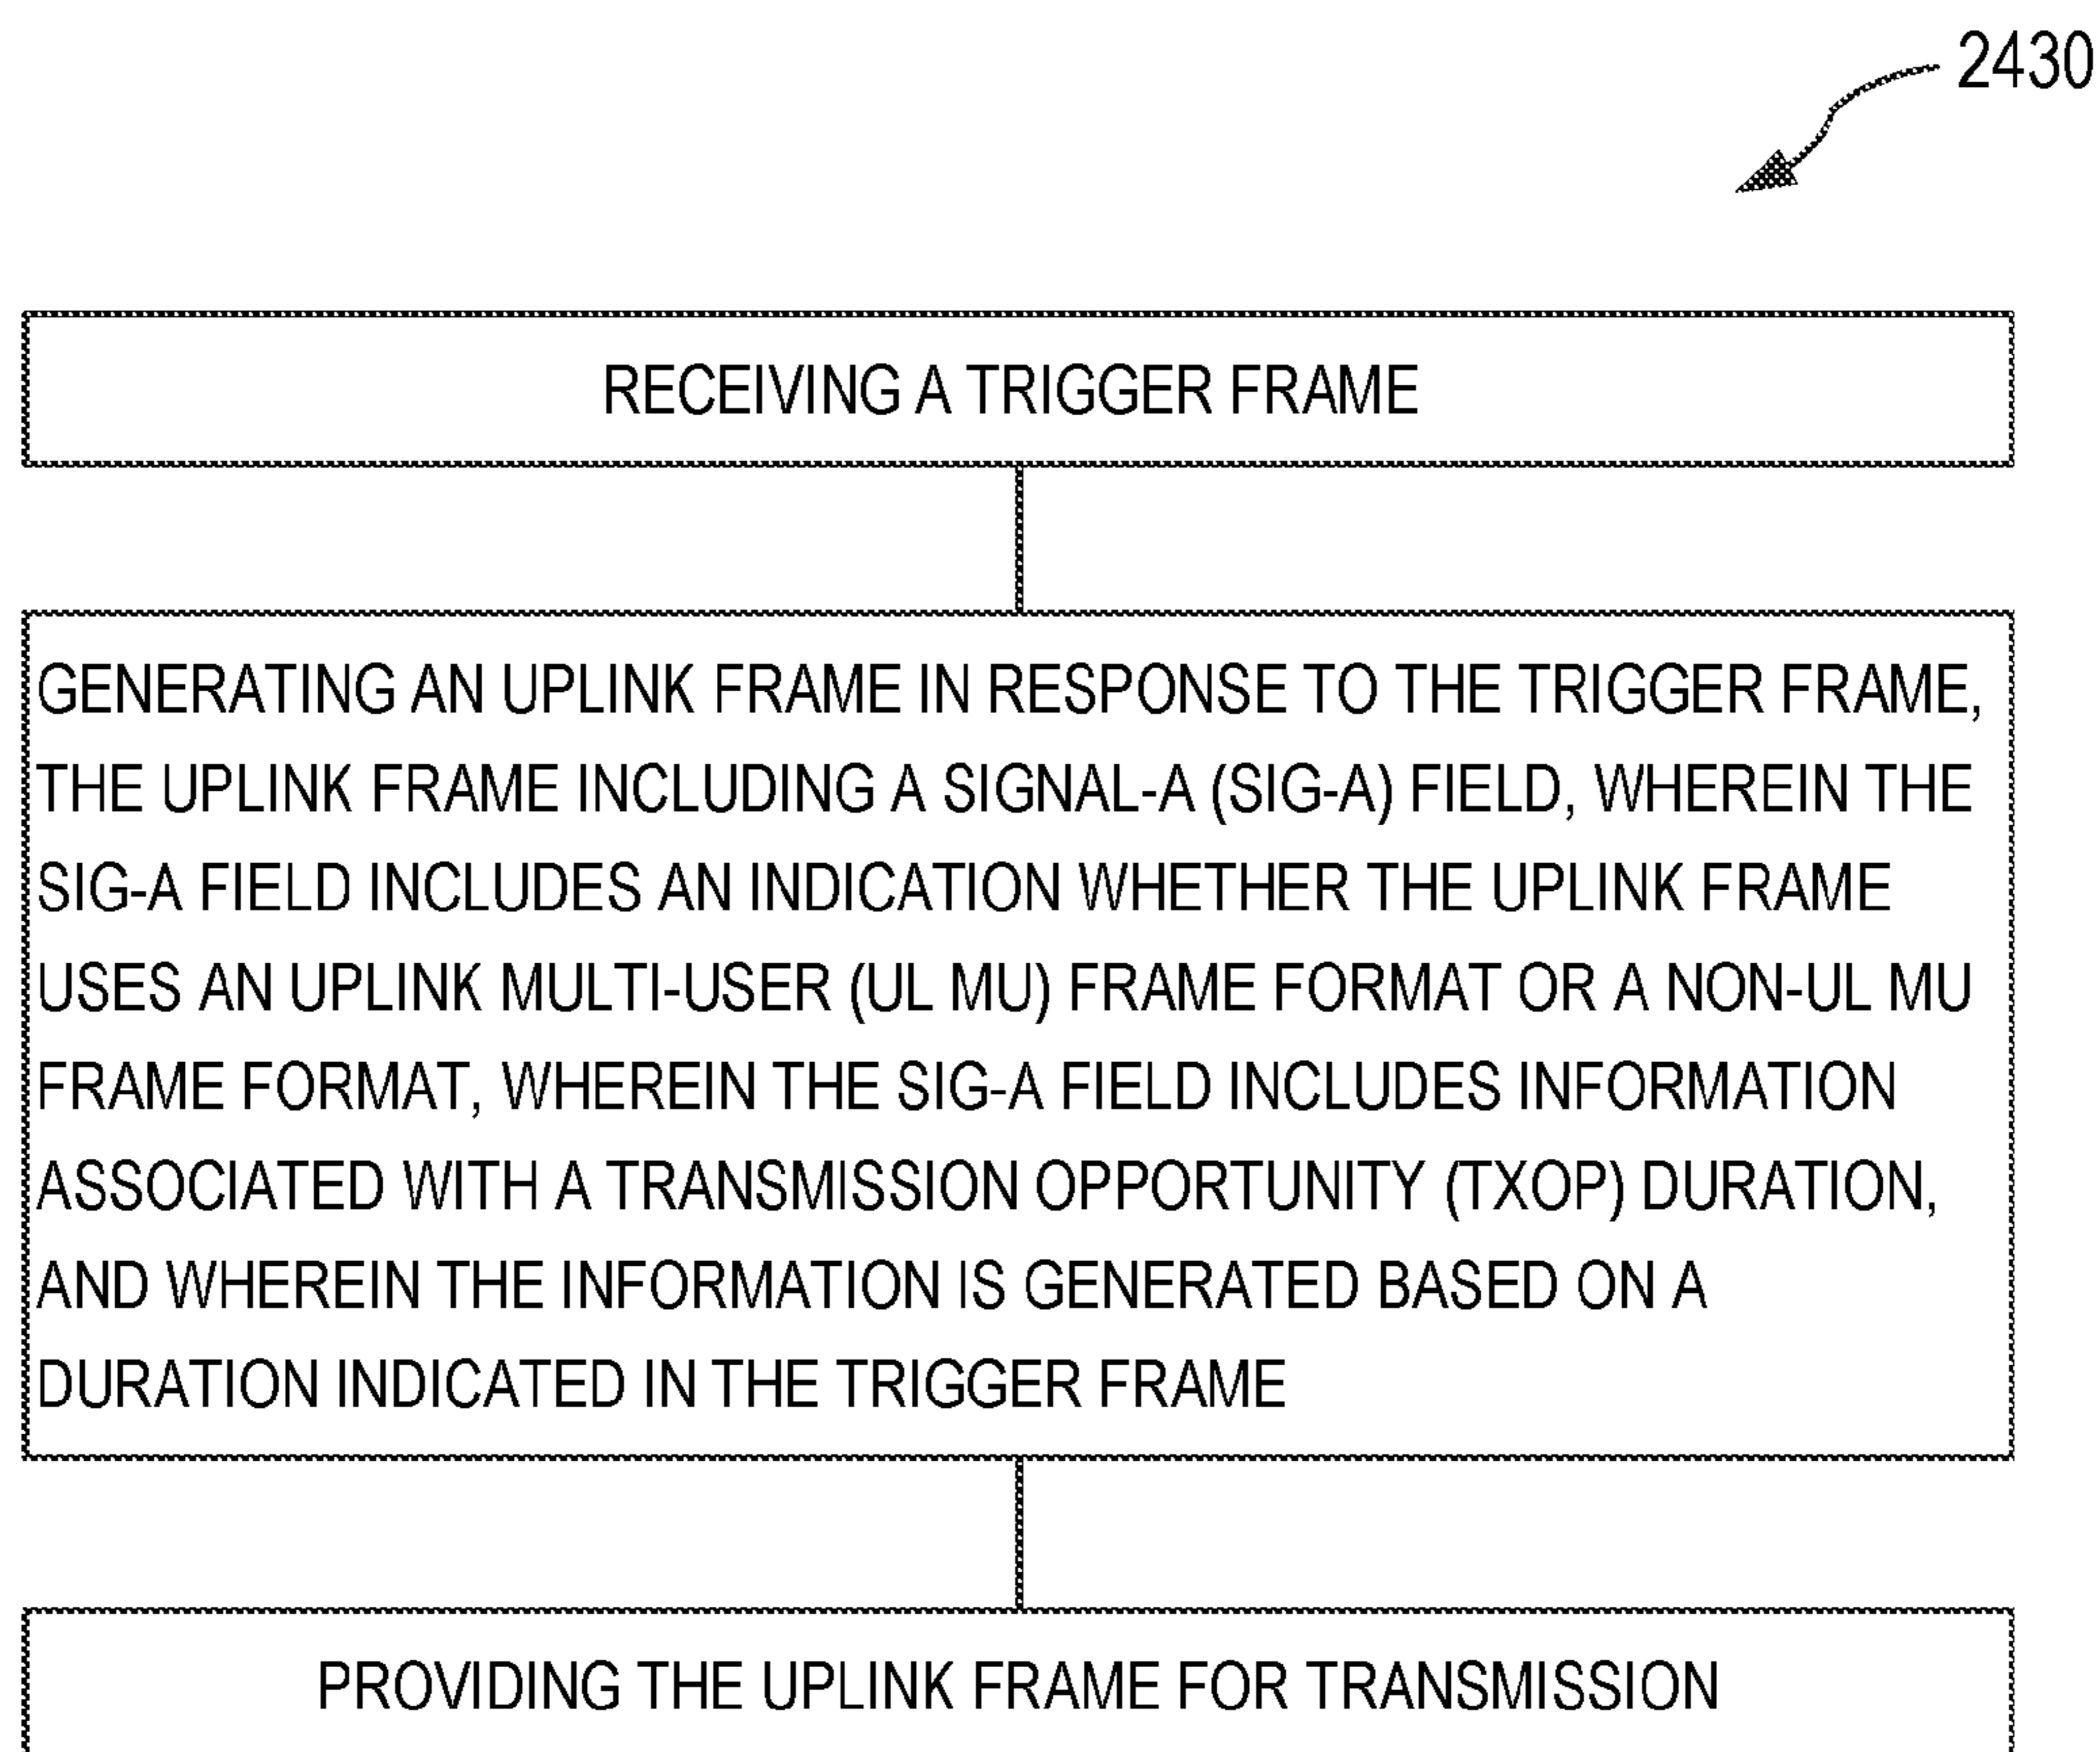 2430
RECEIVING A TRIGGER FRAME
GENERATING AN UPLINK FRAME IN RESPONSE TO THE TRIGGER FRAME,
THE UPLINK FRAME INCLUDING A SIGNAL-A (SIG-A) FIELD, WHEREIN THE
SIG-A FIELD INCLUDES AN INDICATION WHETHER THE UPLINK FRAME
USES AN UPLINK MULTI-USER (UL MU) FRAME FORMAT OR A NON-UL MU
FRAME FORMAT, WHEREIN THE SIG-A FIELD INCLUDES INFORMATION
ASSOCIATED WITH A TRANSMISSION OPPORTUNITY (TXOP) DURATION,
AND WHEREIN THE INFORMATION IS GENERATED BASED ON A
DURATION INDICATED IN THE TRIGGER FRAME
PROVIDING THE UPLINK FRAME FOR TRANSMISSION